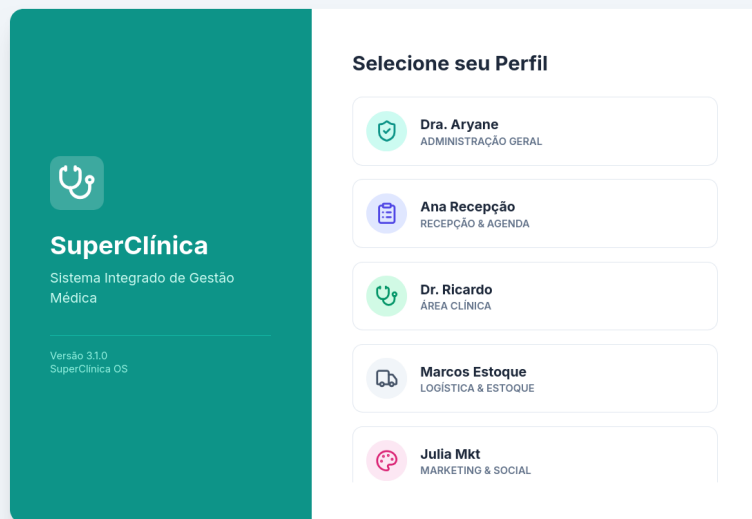 SuperClínica
Sistema Integrado de Gestão
Médica
Versão 3.1.0
SuperClínica OS
Selecione seu Perfil
Dra. Aryane
ADMINISTRAÇÃO GERAL
Ana Recepção
RECEPÇÃO & AGENDA
Dr. Ricardo
ÁREA CLÍNICA
Marcos Estoque
LOGÍSTICA & ESTOQUE
Julia Mkt
MARKETING & SOCIAL